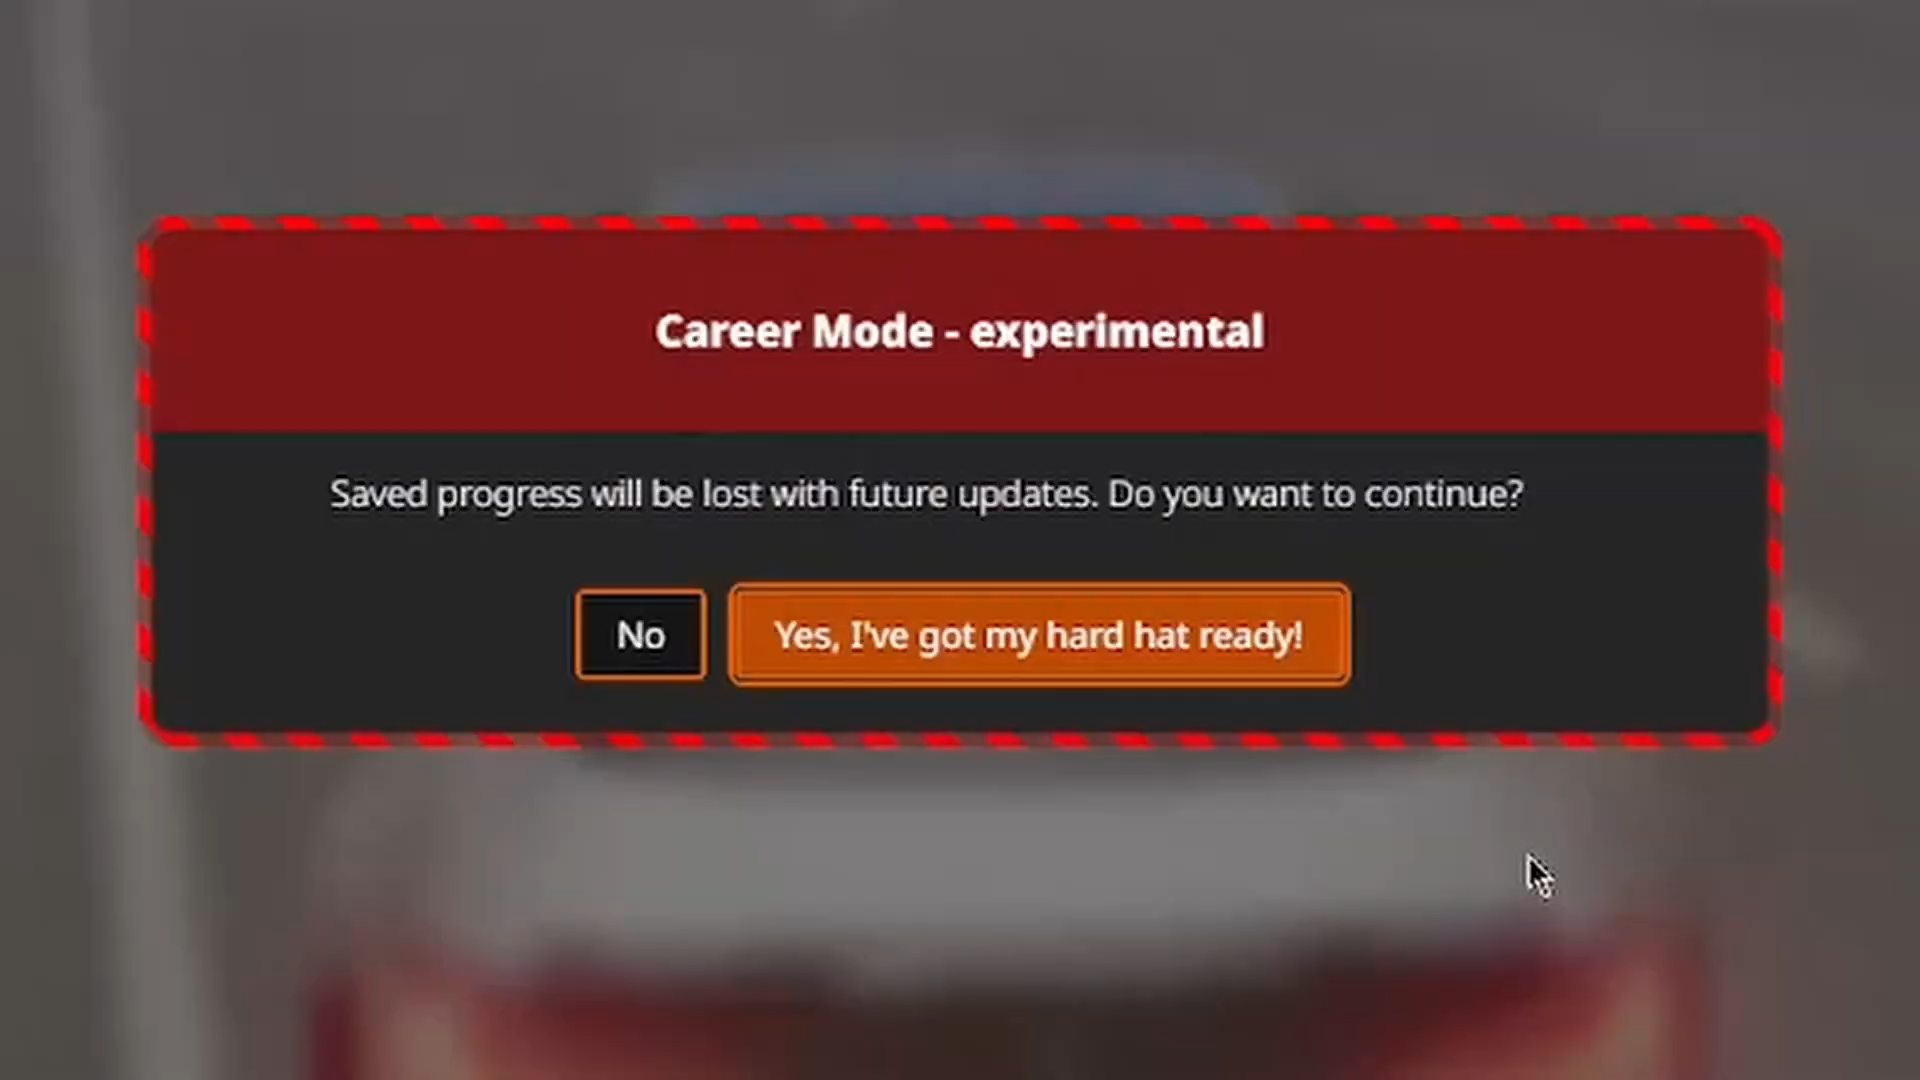 Career Mode - experimental
Saved progress will be lost with future updates. Do you want to continue?
No
Yes, I've got my hard hat ready!